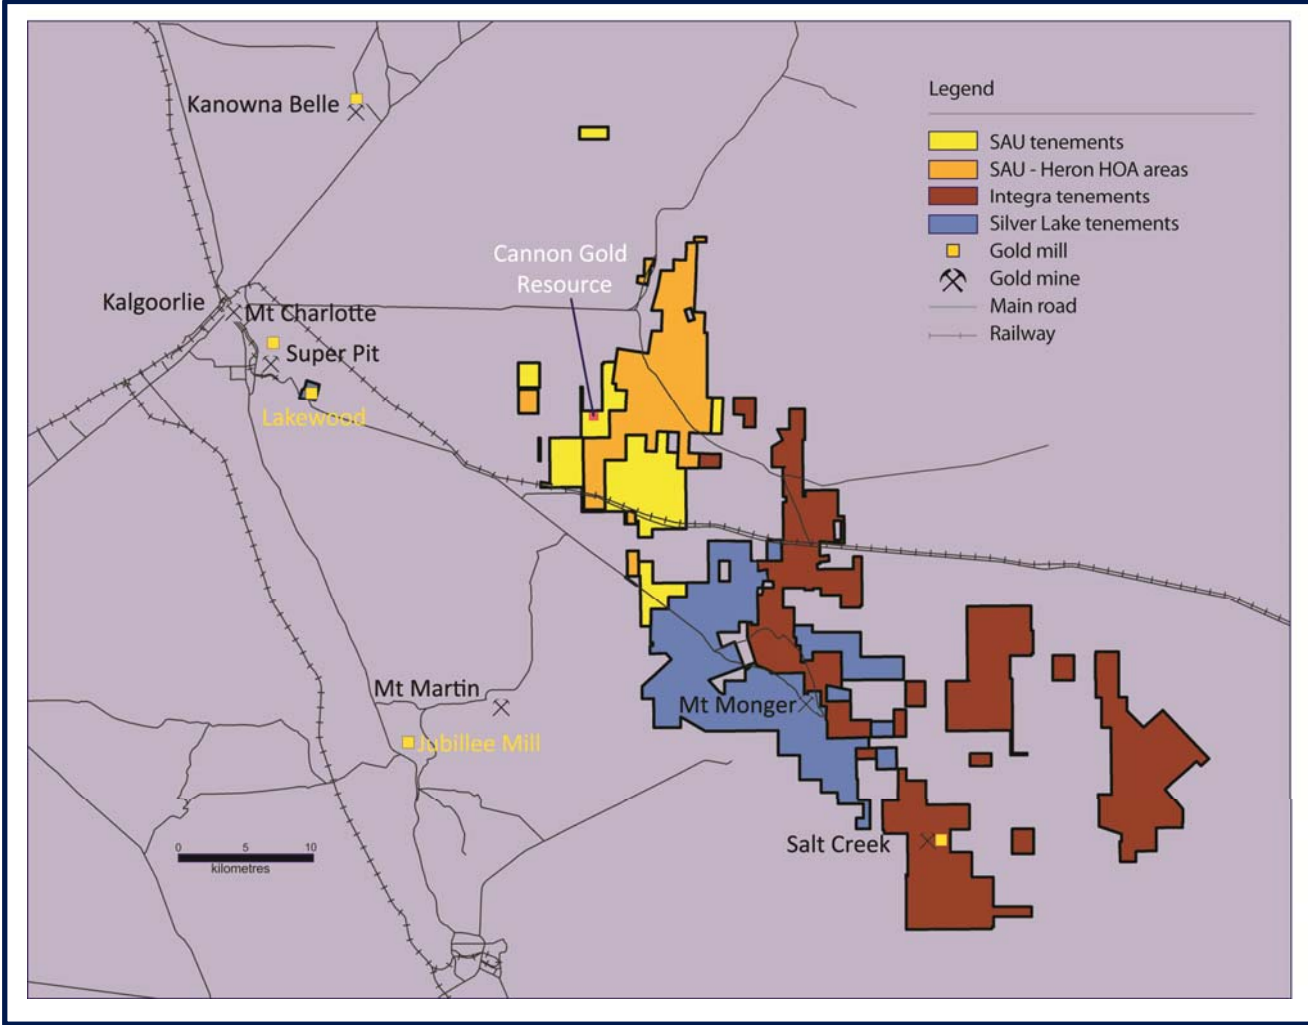 Legend
Kanowna Belle
SAU tenements
SAU - Heron HOA areas
Integra tenements
Silver Lake tenements
Gold mill
Gold mine
Main road
Railway
Cannon Gold
Resource
Kalgoorlie
Mt Charlotte
Super Pit
Lakewood
Mt Martin
Mt Monger
Jubillee Mill
Salt Creek
0 5 10
kilometres